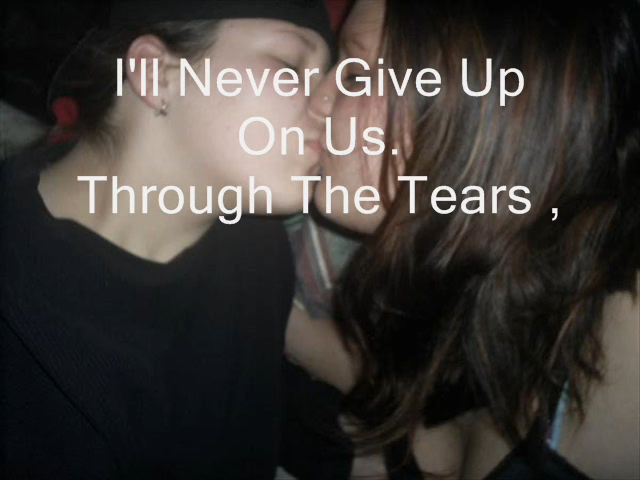 I'll Never Give Up
On Us.
Through The Tears ,